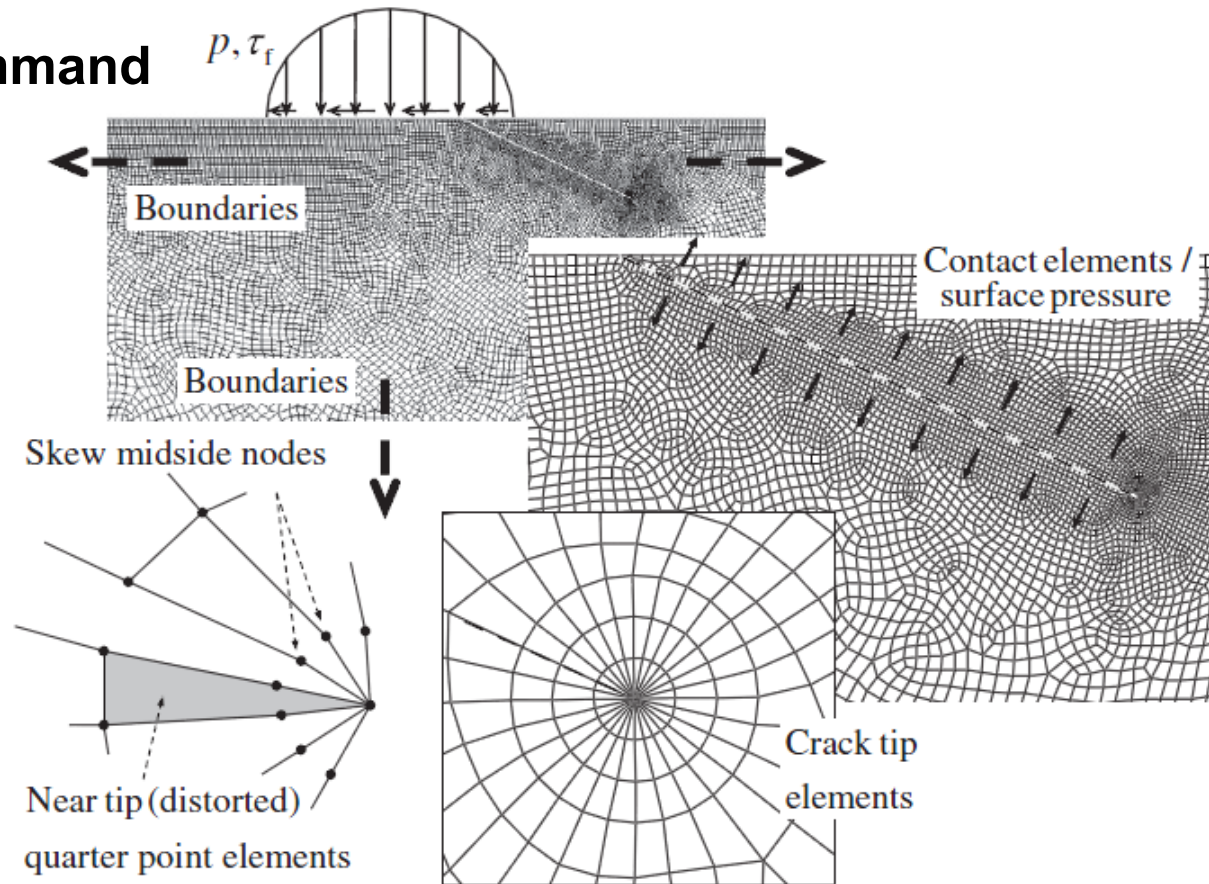 mmand
p, τf
Boundaries
Contact elements /
surface pressure
Boundaries
Skew midside nodes
Crack tip
elements
Near tip (distorted)
quarter point elements